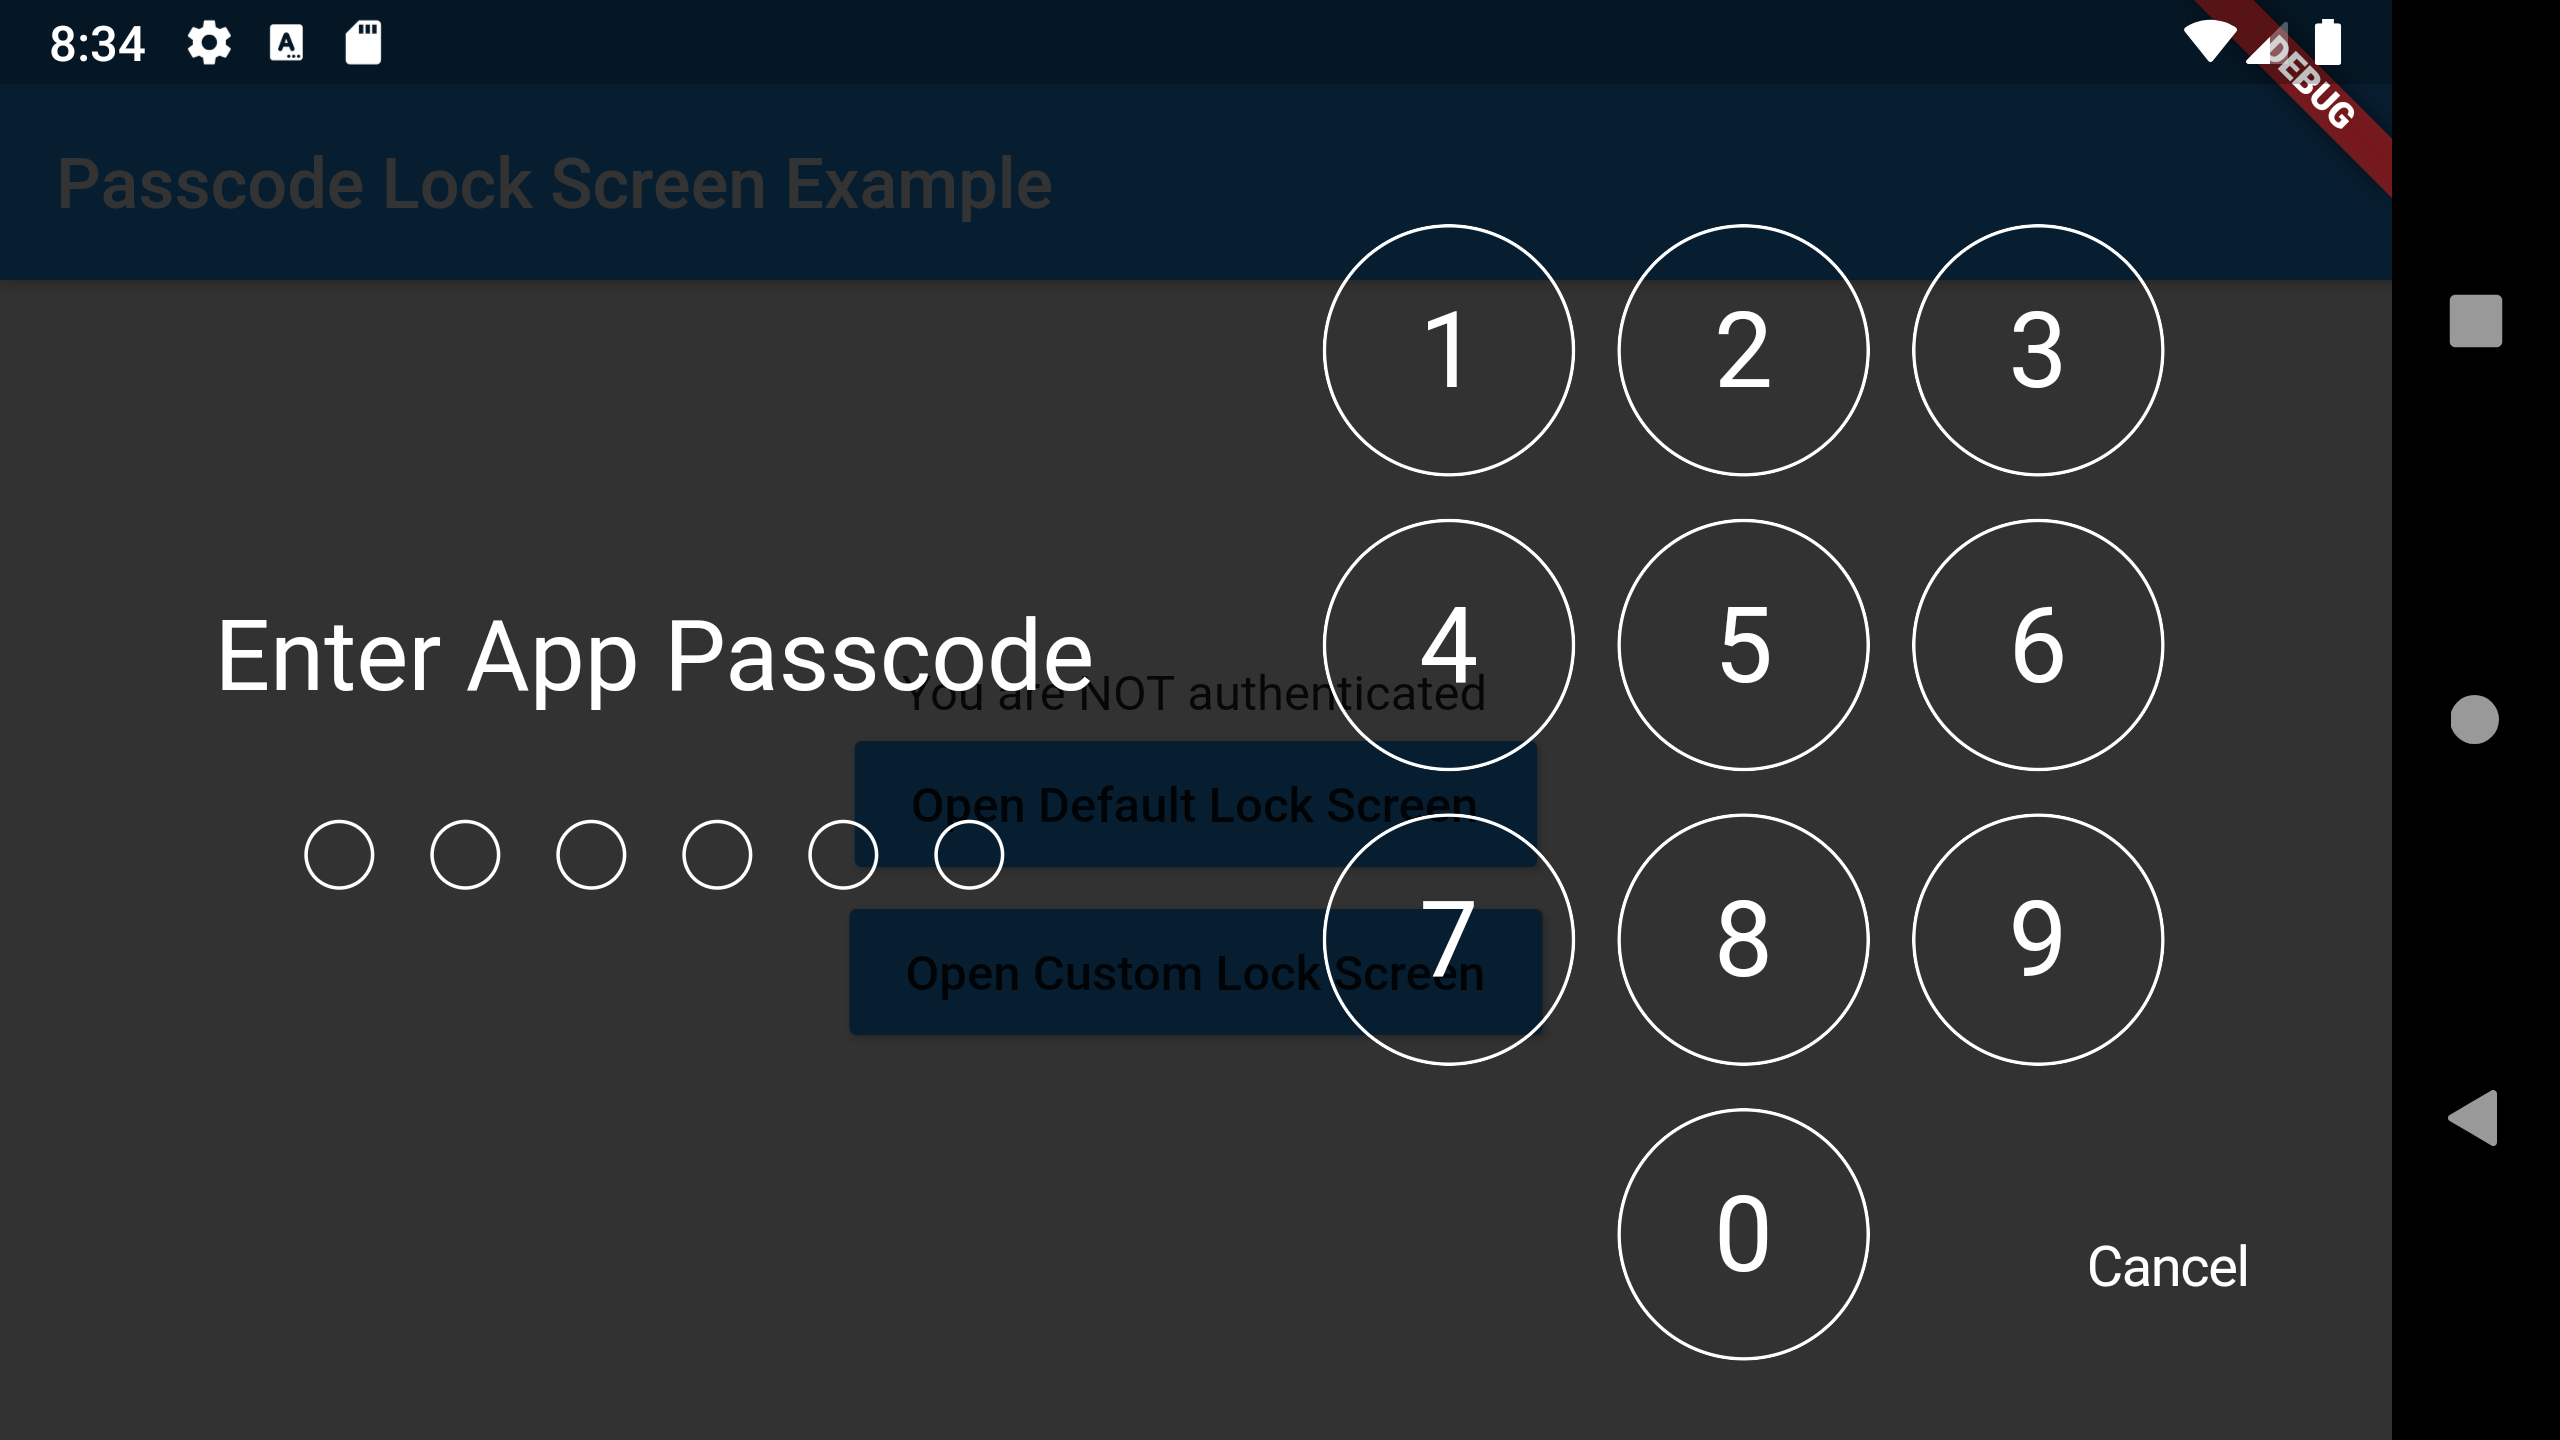 8:34
DEBUG
Passcode Lock Screen Example
1 2 3
4 5 6
Enter App Passcode
You are NOT authenticated
Open Default Lock Screen
7 8 9
Open Custom Lock Screen
0
Cancel